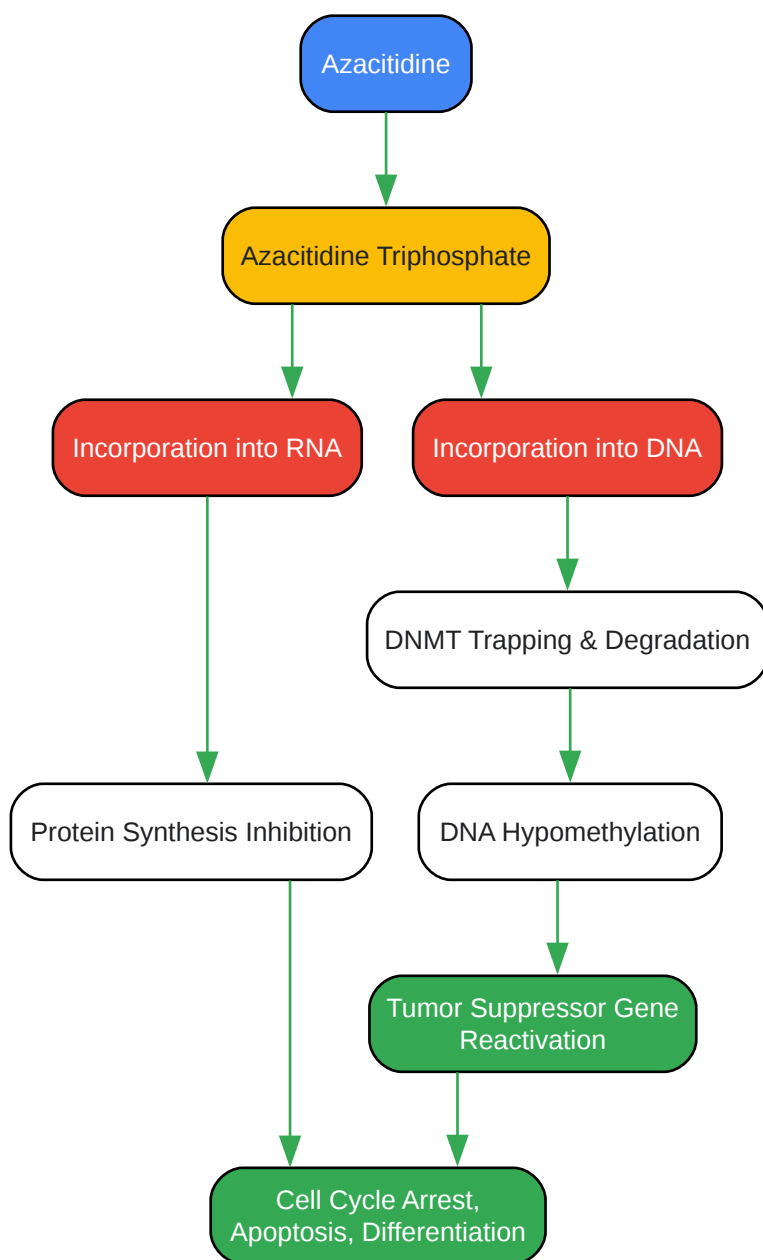 Azacitidine
Azacitidine Triphosphate
Incorporation into RNA
Incorporation into DNA
DNMT Trapping & Degradation
Protein Synthesis Inhibition
DNA Hypomethylation
Tumor Suppressor Gene
Reactivation
Cell Cycle Arrest,
Apoptosis, Differentiation